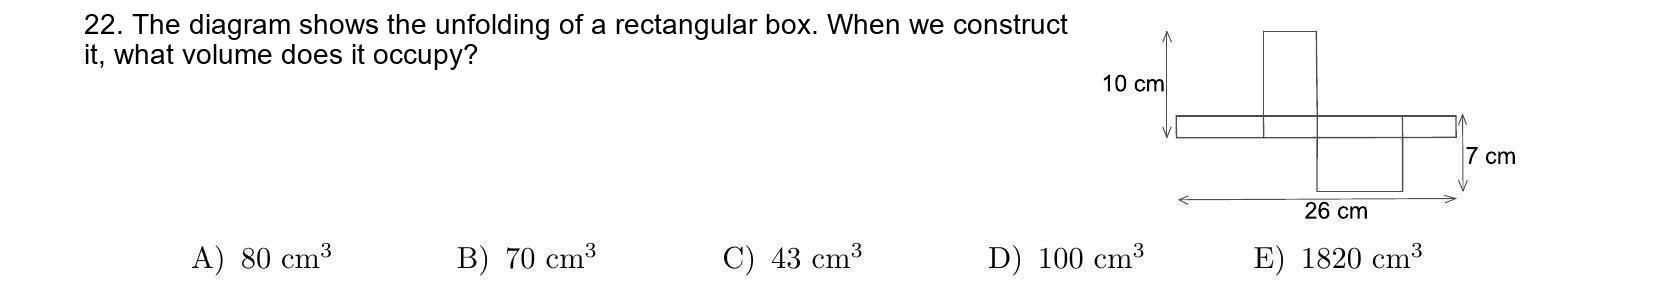 22. The diagram shows the unfolding of a rectangular box. When we construct
it, what volume does it occupy?
10 cm
7 cm
26 cm
A) 80 cm³ B) 70 cm³ C) 43 cm³ D) 100 cm³ E) 1820 cm³